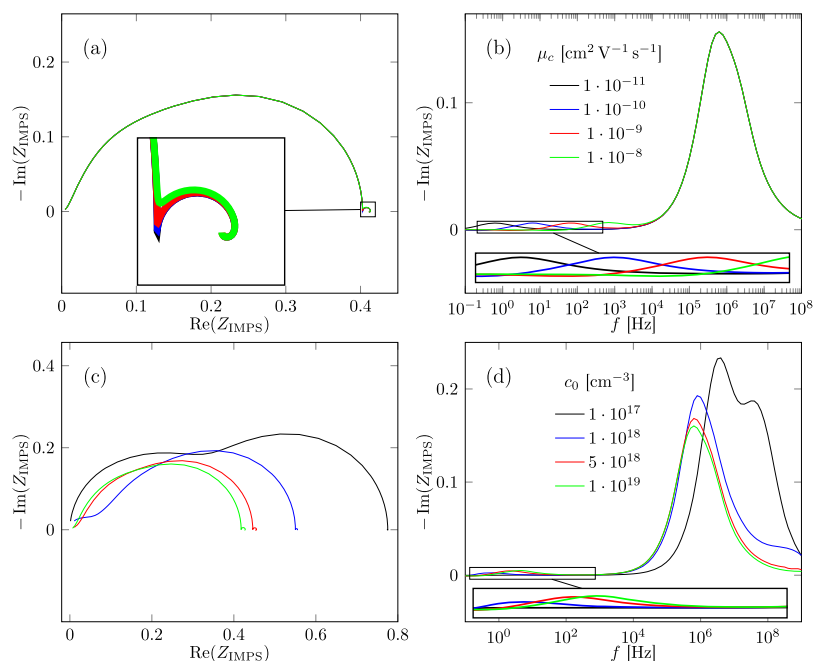 (a)
− Im(Z_IMPS)
0.2
0.1
0
0 0.1 0.2 0.3 0.4
Re(Z_IMPS)
(b)
μ_c [cm² V⁻¹ s⁻¹]
1 · 10⁻¹¹
1 · 10⁻¹⁰
1 · 10⁻⁹
1 · 10⁻⁸
− Im(Z_IMPS)
0.1
0
10⁻¹ 10⁰ 10¹ 10² 10³ 10⁴ 10⁵ 10⁶ 10⁷ 10⁸
f [Hz]
(c)
− Im(Z_IMPS)
0.4
0.2
0
0 0.2 0.4 0.6 0.8
Re(Z_IMPS)
(d)
c₀ [cm⁻³]
1 · 10¹⁷
1 · 10¹⁸
5 · 10¹⁸
1 · 10¹⁹
− Im(Z_IMPS)
0.2
0.1
0
10⁰ 10² 10⁴ 10⁶ 10⁸
f [Hz]